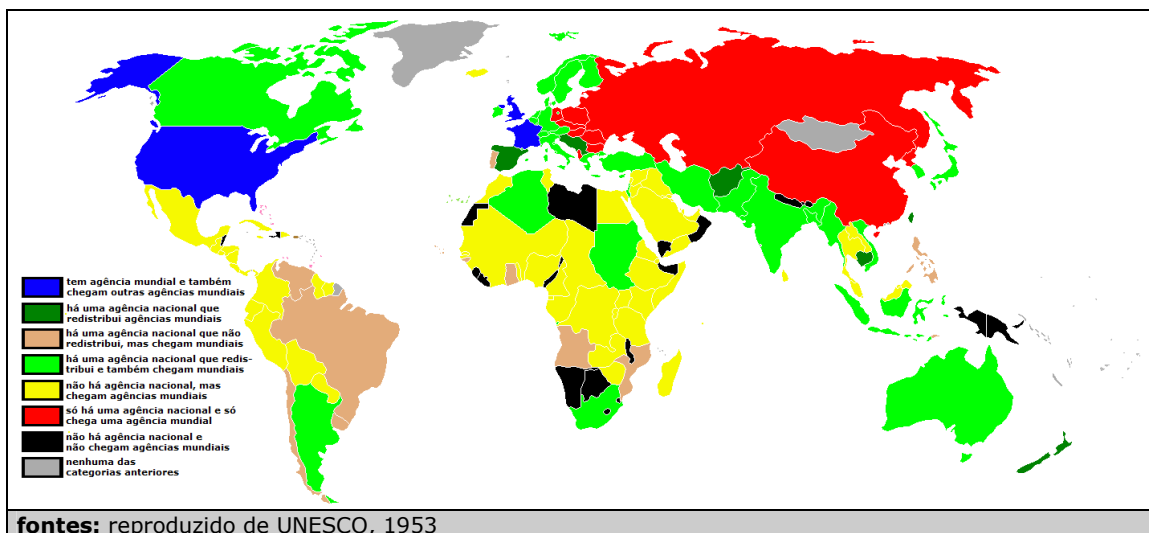 tem agência mundial e também
chegam outras agências mundiais
há uma agência nacional que
redistribui agências mundiais
há uma agência nacional que não
redistribui, mas chegam mundiais
há uma agência nacional que redis-
tribui e também chegam mundiais
não há agência nacional, mas
chegam agências mundiais
só há uma agência nacional e só
chega uma agência mundial
não há agência nacional e
não chegam agências mundiais
nenhuma das
categorias anteriores
fontes: reproduzido de UNESCO, 1953